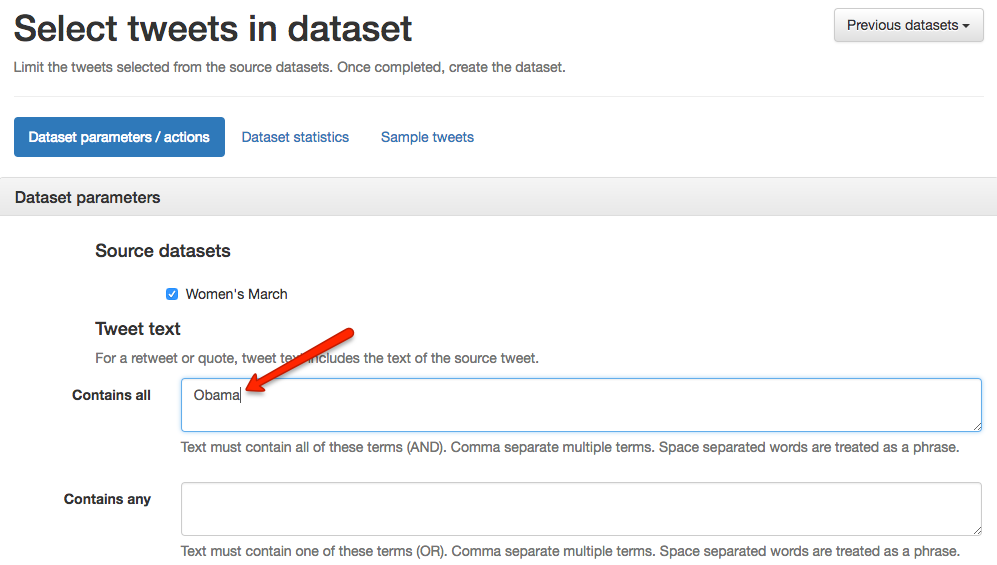 Select tweets in dataset
Previous datasets
Limit the tweets selected from the source datasets. Once completed, create the dataset.
Dataset parameters / actions
Dataset statistics
Sample tweets
Dataset parameters
Source datasets
Women's March
Tweet text
For a retweet or quote, tweet text includes the text of the source tweet.
Contains all
Obama
Text must contain all of these terms (AND). Comma separate multiple terms. Space separated words are treated as a phrase.
Contains any
Text must contain one of these terms (OR). Comma separate multiple terms. Space separated words are treated as a phrase.